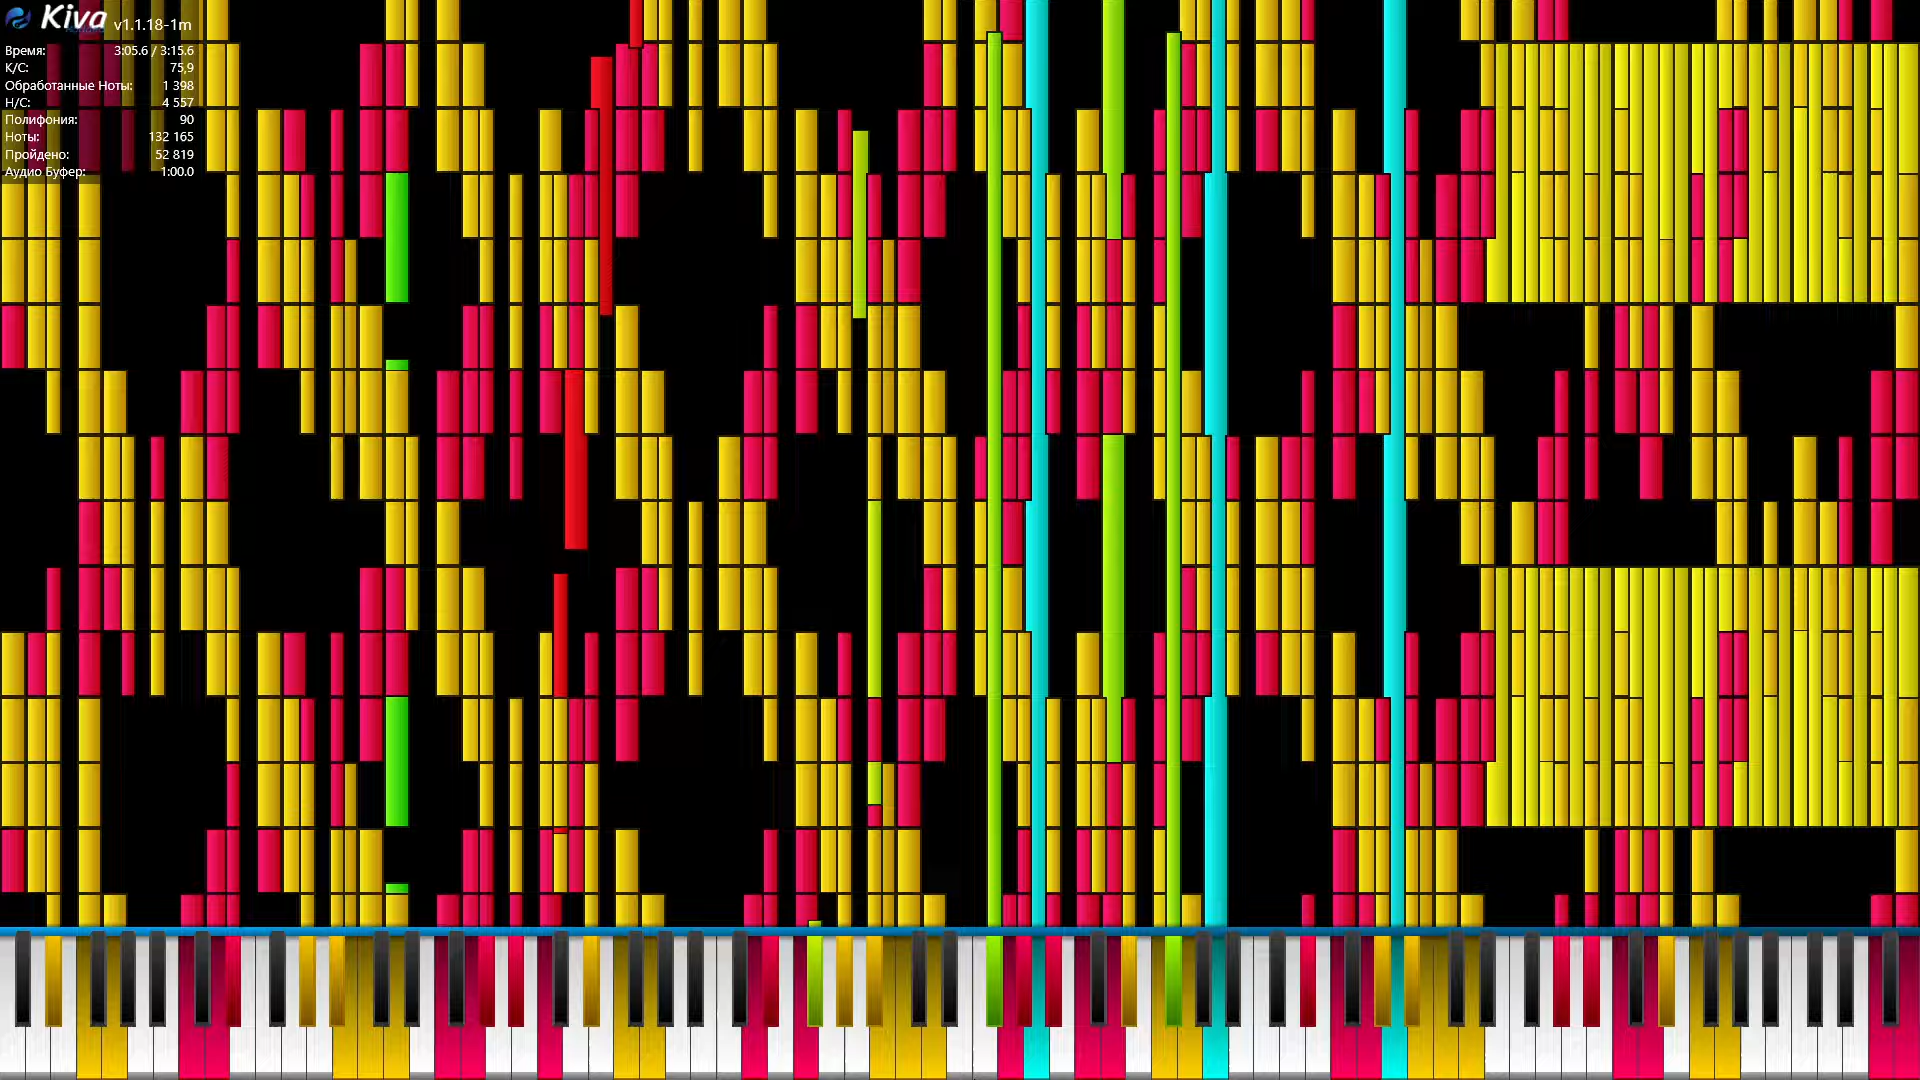 Kiva v1.1.18-1m
Время: 3:05.6 / 3:15.6
К/С: 75,9
Обработанные Ноты: 1 398
Н/С: 4 557
Полифония: 90
Ноты: 132 165
Пройдено: 52 819
Аудио Буфер: 1:00.0